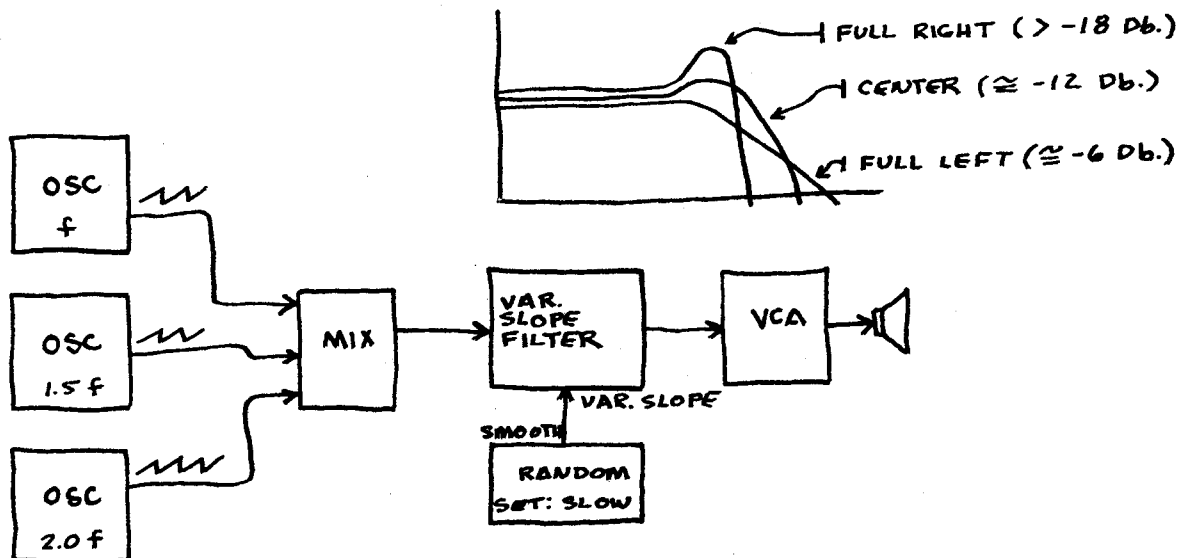 FULL RIGHT (> -18 Db.)
CENTER (≅ -12 Db.)
FULL LEFT (≅ -6 Db.)
OSC
f
OSC
1.5 f
OSC
2.0 f
MIX
VAR.
SLOPE
FILTER
VCA
VAR. SLOPE
SMOOTH
RANDOM
SET: SLOW